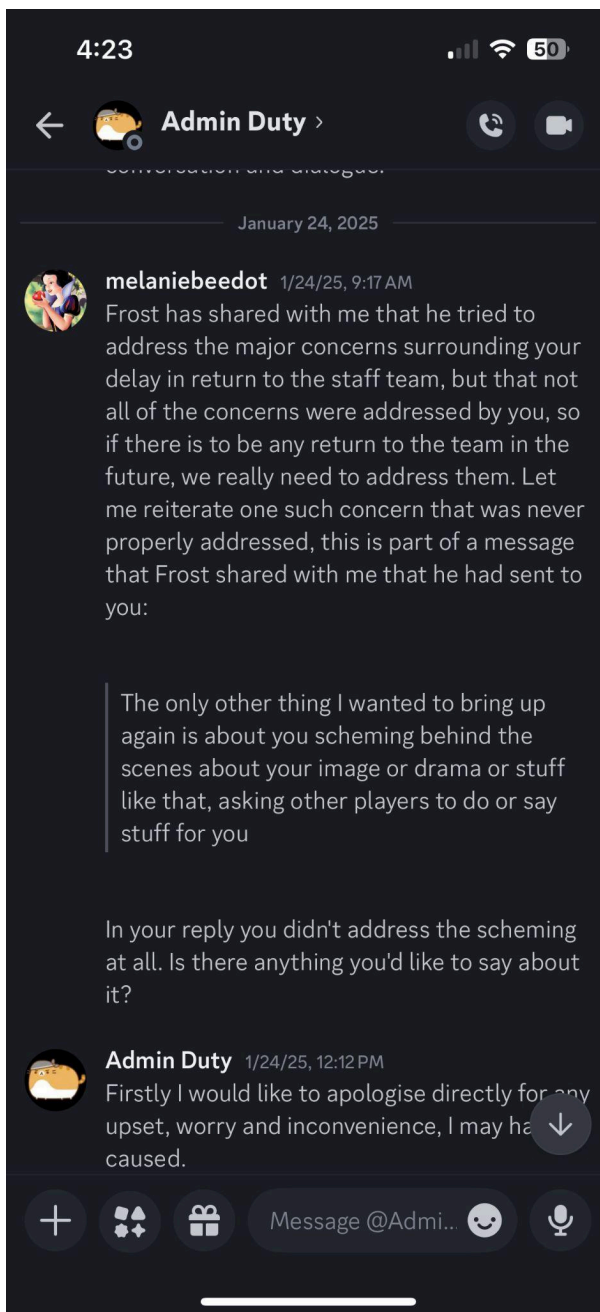 4:23
50
Admin Duty
conversation and dialogue.
January 24, 2025
melaniebeedot 1/24/25, 9:17 AM
Frost has shared with me that he tried to
address the major concerns surrounding your
delay in return to the staff team, but that not
all of the concerns were addressed by you, so
if there is to be any return to the team in the
future, we really need to address them. Let
me reiterate one such concern that was never
properly addressed, this is part of a message
that Frost shared with me that he had sent to
you:
The only other thing I wanted to bring up
again is about you scheming behind the
scenes about your image or drama or stuff
like that, asking other players to do or say
stuff for you
In your reply you didn't address the scheming
at all. Is there anything you'd like to say about
it?
Admin Duty 1/24/25, 12:12 PM
Firstly I would like to apologise directly for any
upset, worry and inconvenience, I may ha
caused.
Message @Admi...